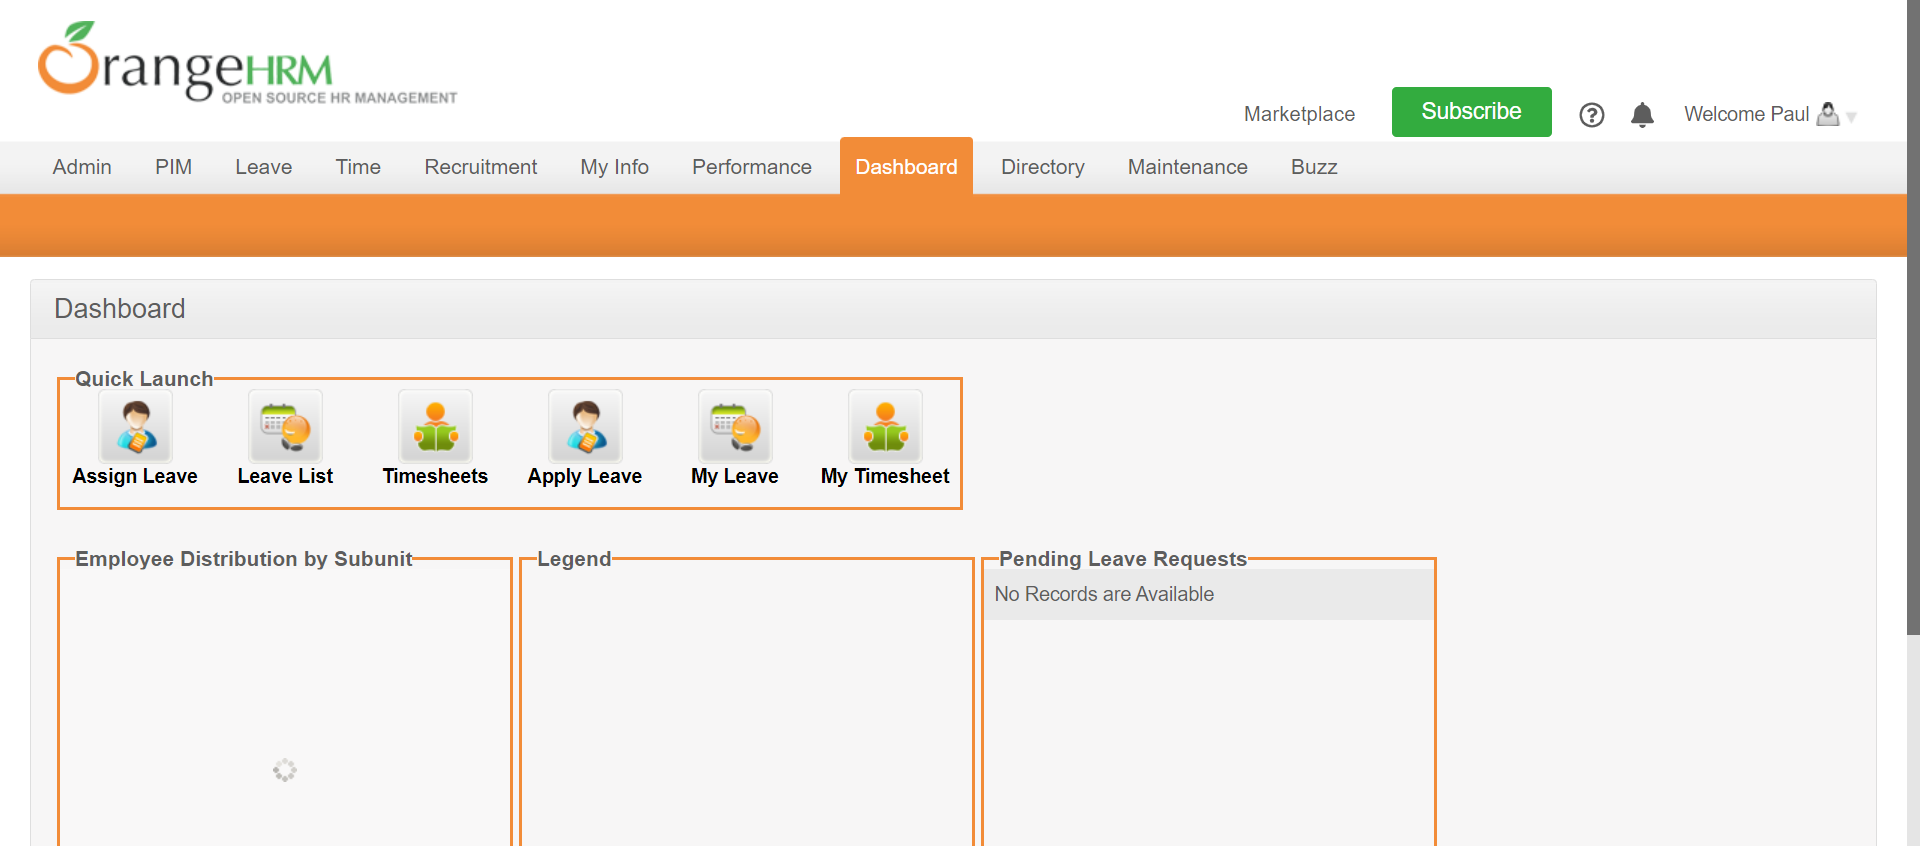 OrangeHRM
OPEN SOURCE HR MANAGEMENT
Marketplace
Subscribe
Welcome Paul
Admin PIM Leave Time Recruitment My Info Performance Dashboard Directory Maintenance Buzz
Dashboard
Quick Launch
Assign Leave Leave List Timesheets Apply Leave My Leave My Timesheet
Employee Distribution by Subunit
Legend
Pending Leave Requests
No Records are Available